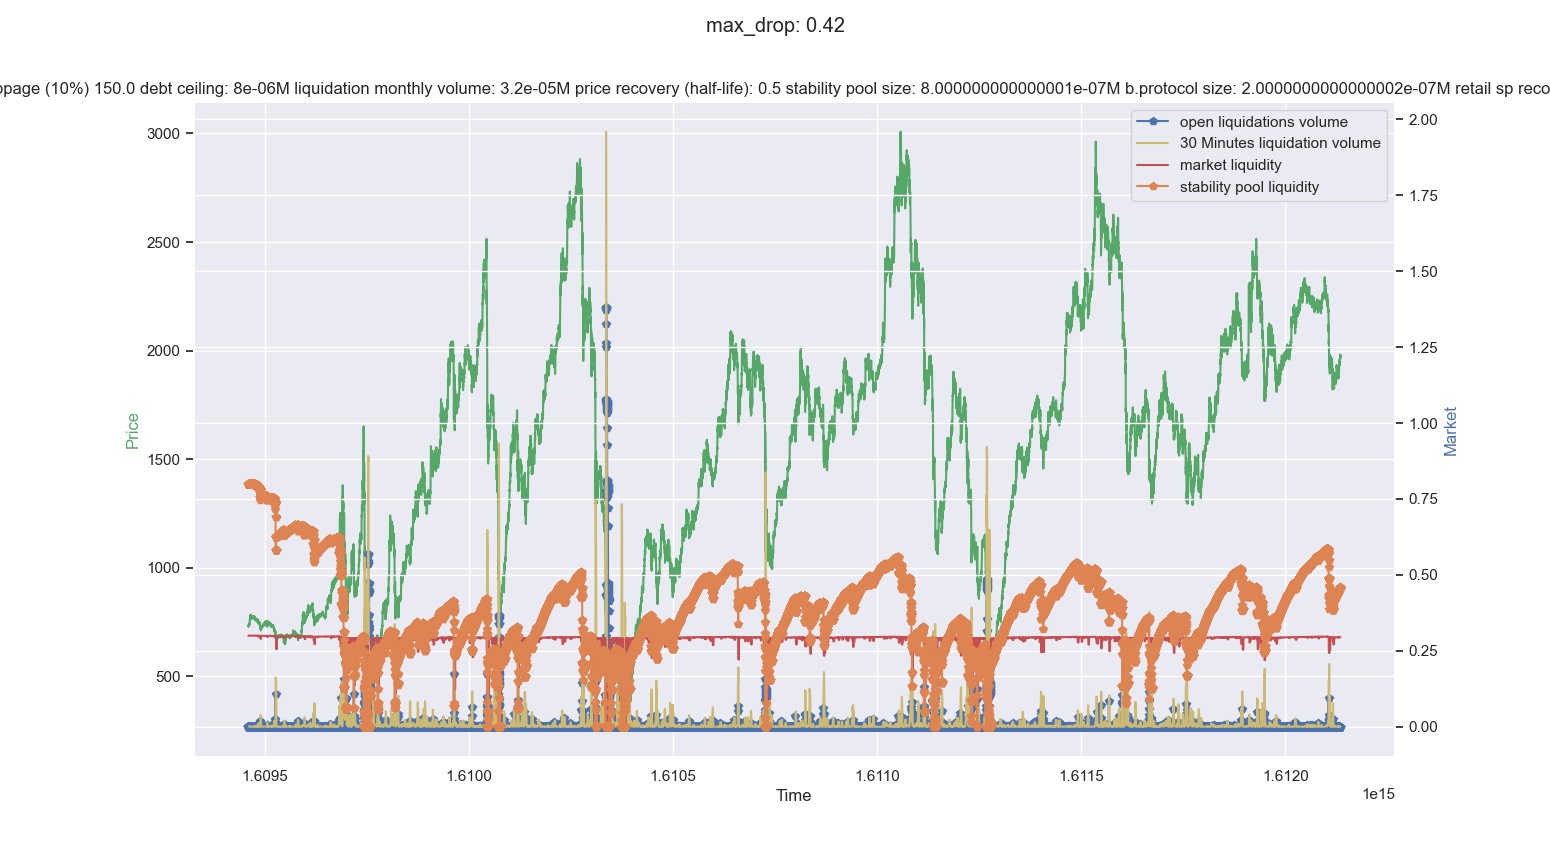 max_drop: 0.42
(10%) 150.0 debt ceiling: 8e-06M liquidation monthly volume: 3.2e-05M price recovery (half-life): 0.5 stability pool size: 8.000000000000001e-07M b.protocol size: 2.0000000000000002e-07M retail sp
open liquidations volume
30 Minutes liquidation volume
market liquidity
stability pool liquidity
3000
2500
2000
1500
1000
500
Price
2.00
1.75
1.50
1.25
1.00
0.75
0.50
0.25
0.00
Market
1.6095 1.6100 1.6105 1.6110 1.6115 1.6120
1e15
Time